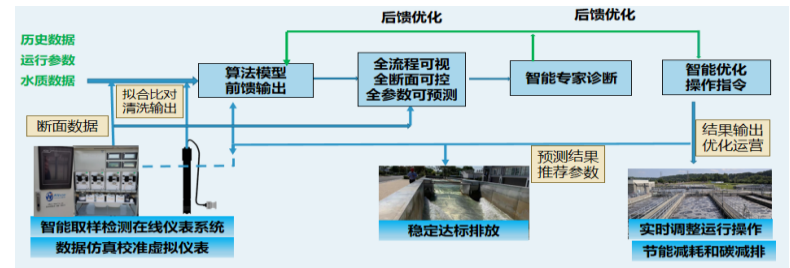 后馈优化
后馈优化
历史数据
运行参数
水质数据
拟合比对
清洗输出
断面数据
算法模型
前馈输出
全流程可视
全断面可控
全参数可预测
智能专家诊断
智能优化
操作指令
结果输出
优化运营
预测结果
推荐参数
智能取样检测在线仪表系统
数据仿真校准虚拟仪表
稳定达标排放
实时调整运行操作
节能减耗和碳减排